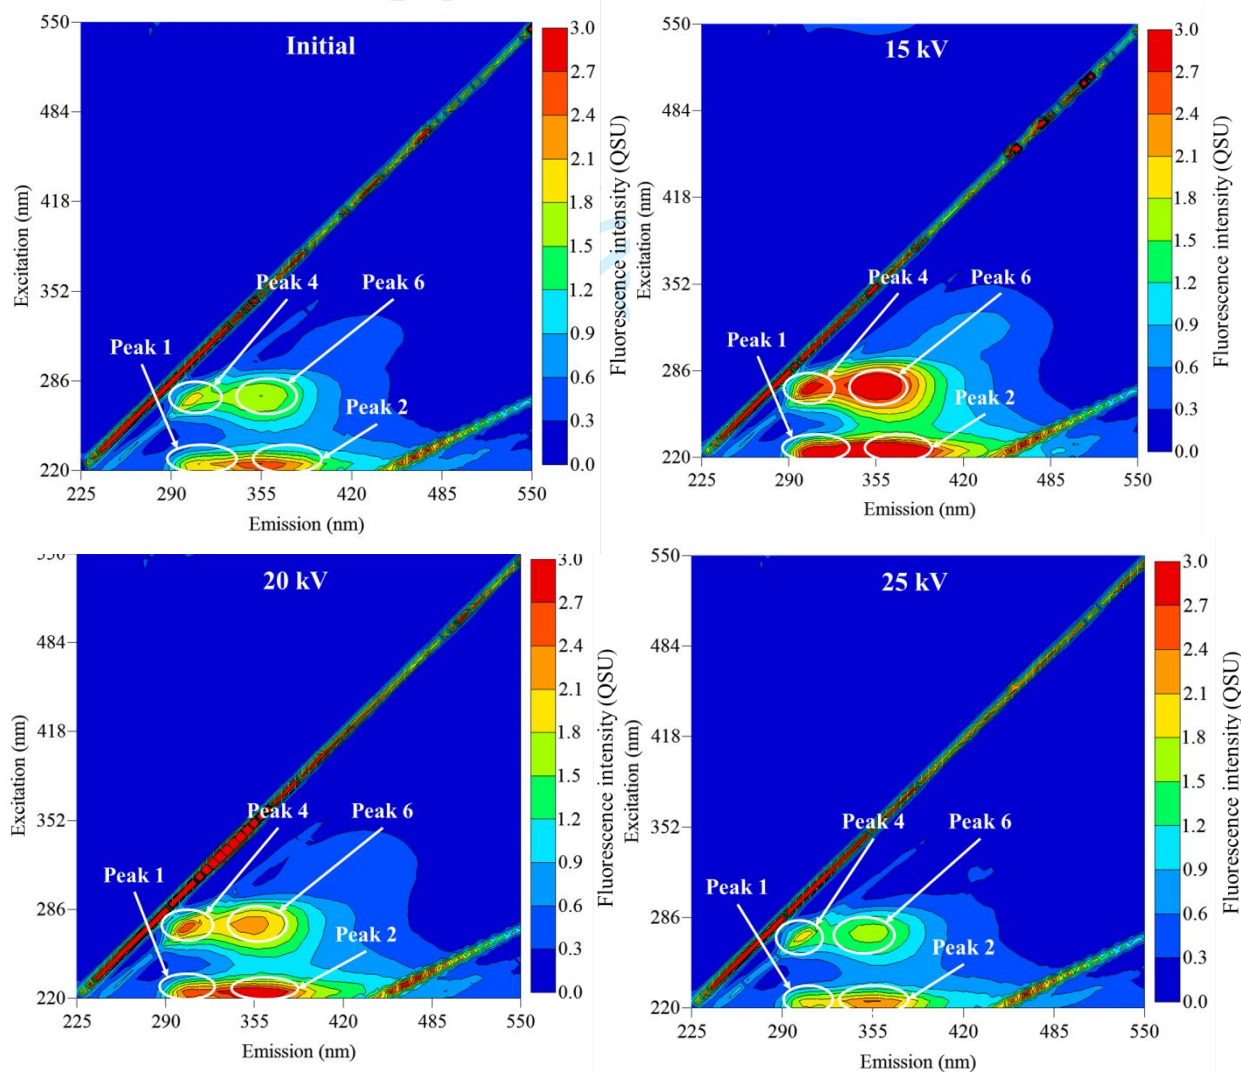 Initial
550
484
418
352
286
220
Excitation (nm)
Peak 4
Peak 6
Peak 1
Peak 2
225
290
355
420
485
550
Emission (nm)
3.0
2.7
2.4
2.1
1.8
1.5
1.2
0.9
0.6
0.3
0.0
Fluorescence intensity (QSU)
15 kV
550
484
418
352
286
220
Excitation (nm)
Peak 4
Peak 6
Peak 1
Peak 2
225
290
355
420
485
550
Emission (nm)
3.0
2.7
2.4
2.1
1.8
1.5
1.2
0.9
0.6
0.3
0.0
Fluorescence intensity (QSU)
20 kV
550
484
418
352
286
220
Excitation (nm)
Peak 4
Peak 6
Peak 1
Peak 2
225
290
355
420
485
550
Emission (nm)
3.0
2.7
2.4
2.1
1.8
1.5
1.2
0.9
0.6
0.3
0.0
Fluorescence intensity (QSU)
25 kV
550
484
418
352
286
220
Excitation (nm)
Peak 4
Peak 6
Peak 1
Peak 2
225
290
355
420
485
550
Emission (nm)
3.0
2.7
2.4
2.1
1.8
1.5
1.2
0.9
0.6
0.3
0.0
Fluorescence intensity (QSU)